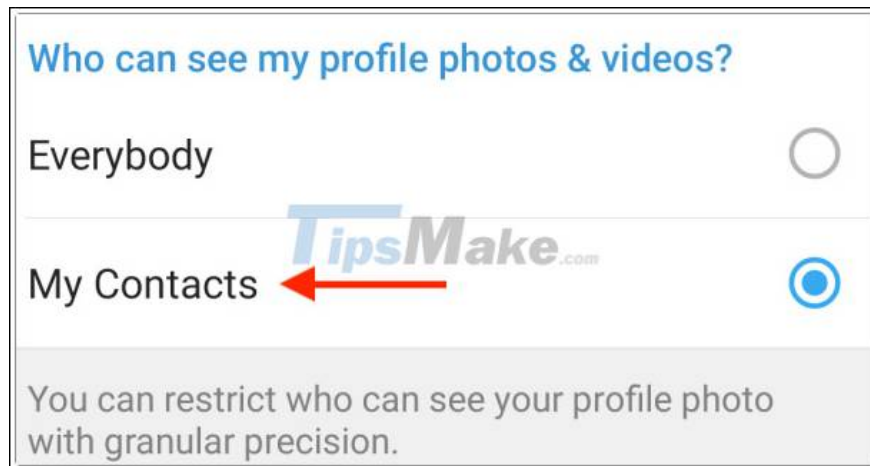 Who can see my profile photos & videos?
Everybody
TipsMake.com
My Contacts
You can restrict who can see your profile photo
with granular precision.